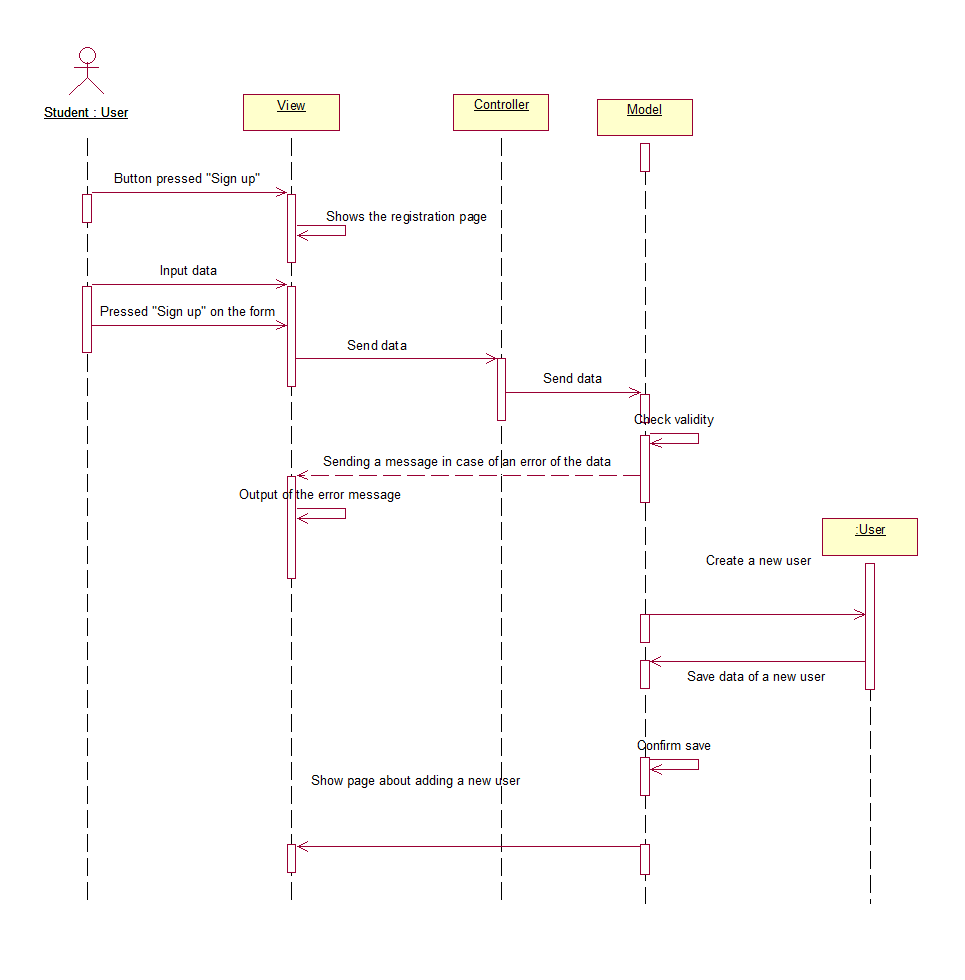 Student : User
View
Controller
Model
Button pressed "Sign up"
Shows the registration page
Input data
Pressed "Sign up" on the form
Send data
Send data
Check validity
Sending a message in case of an error of the data
Output of the error message
:User
Create a new user
Save data of a new user
Confirm save
Show page about adding a new user